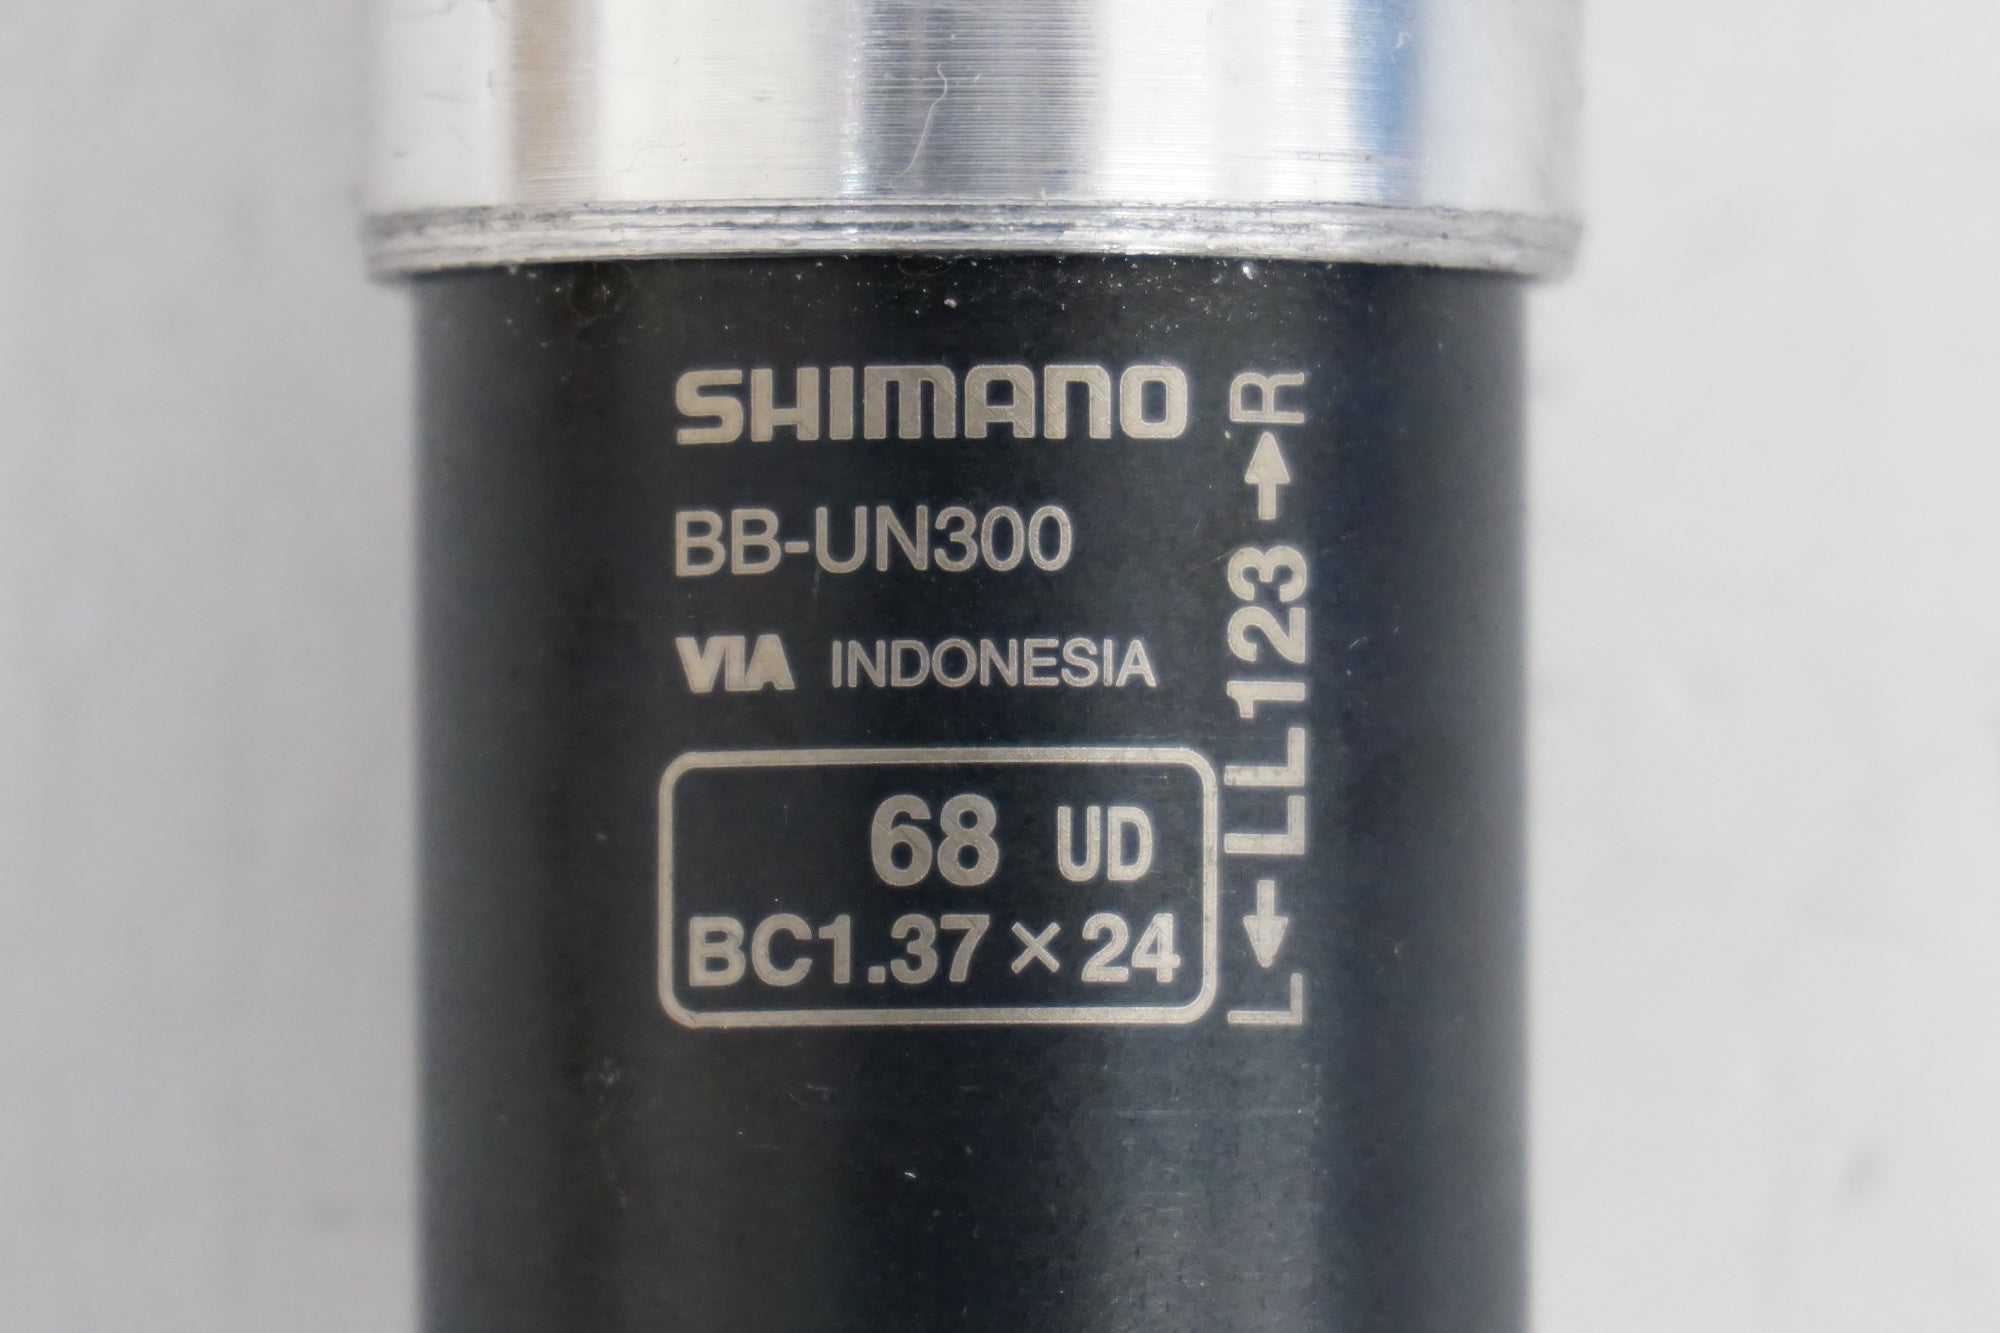 SHIMANO
BB-UN300
VIA INDONESIA
68 UD
BC1.37×24
L←LL123→R